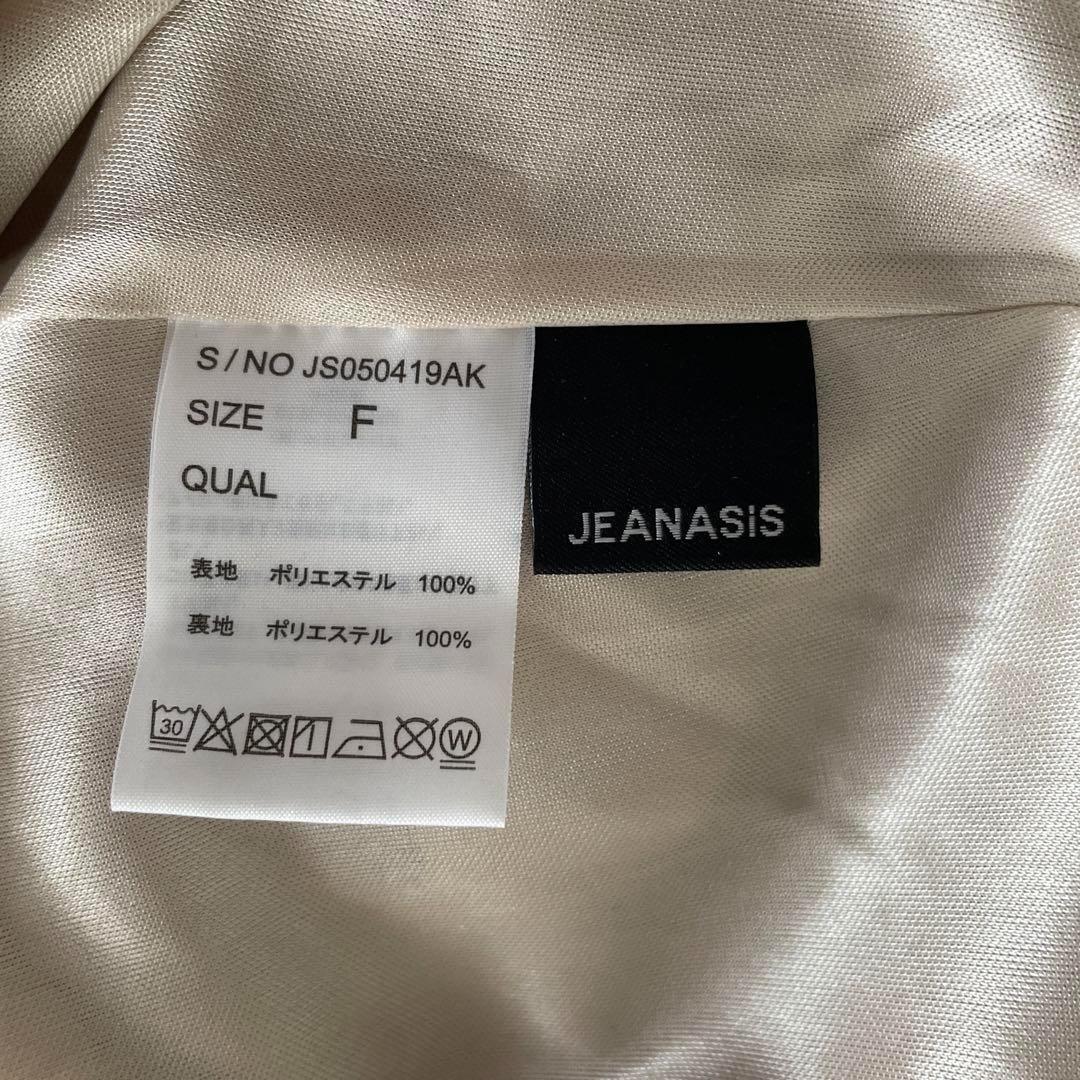 S / NO JS050419AK
SIZE F
QUAL
表地 ポリエステル 100%
裏地 ポリエステル 100%
30
W
JEANASiS